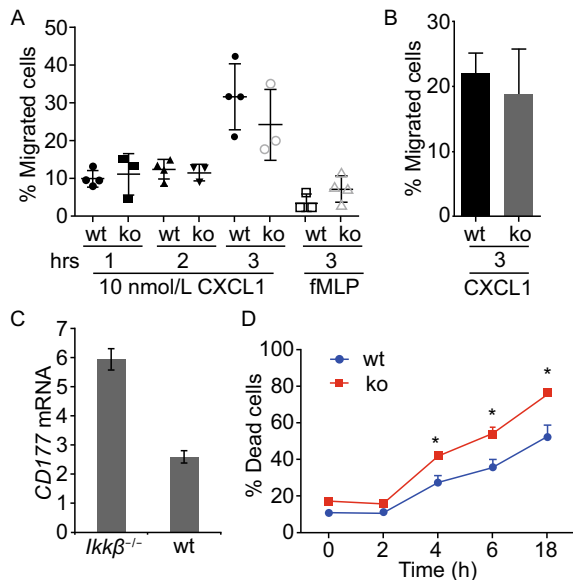 A
% Migrated cells
50
40
30
20
10
0
wt ko wt ko wt ko wt ko
hrs 1 2 3 3
10 nmol/L CXCL1 fMLP
B
% Migrated cells
30
20
10
0
wt ko
3
CXCL1
C
CD177 mRNA
7
6
5
4
3
2
1
0
Ikkβ−/− wt
D
% Dead cells
100
80
60
40
20
0
wt
ko
* * *
0 2 4 6 18
Time (h)